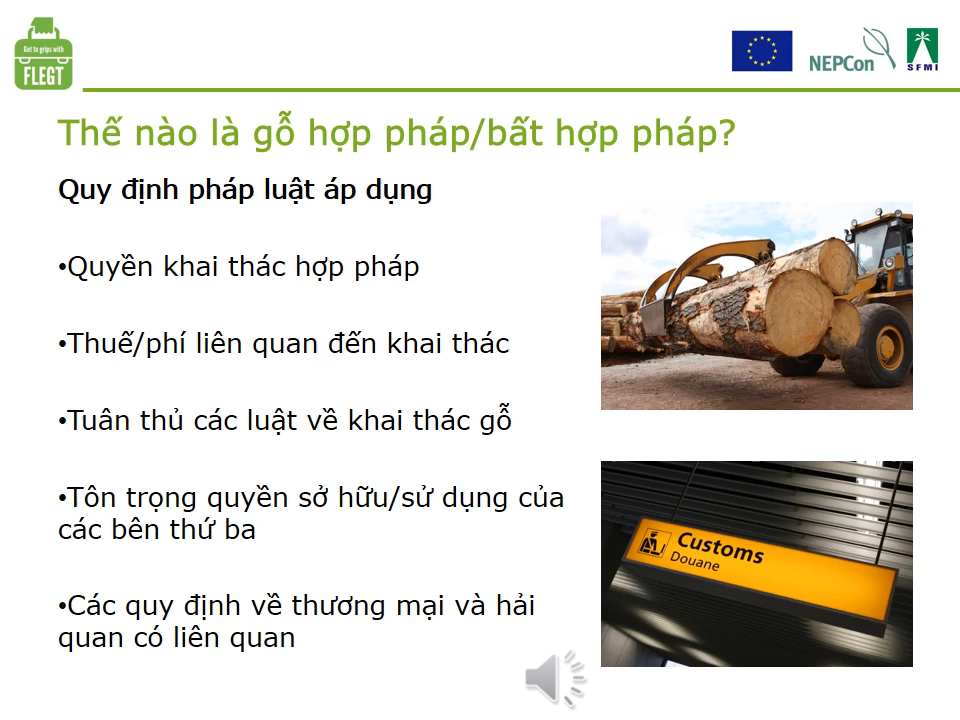 Get to grips with
FLEGT
NEPCon
SFMI
Thế nào là gỗ hợp pháp/bất hợp pháp?
Quy định pháp luật áp dụng
•Quyền khai thác hợp pháp
•Thuế/phí liên quan đến khai thác
•Tuân thủ các luật về khai thác gỗ
•Tôn trọng quyền sở hữu/sử dụng của
các bên thứ ba
•Các quy định về thương mại và hải
quan có liên quan
Customs
Douane